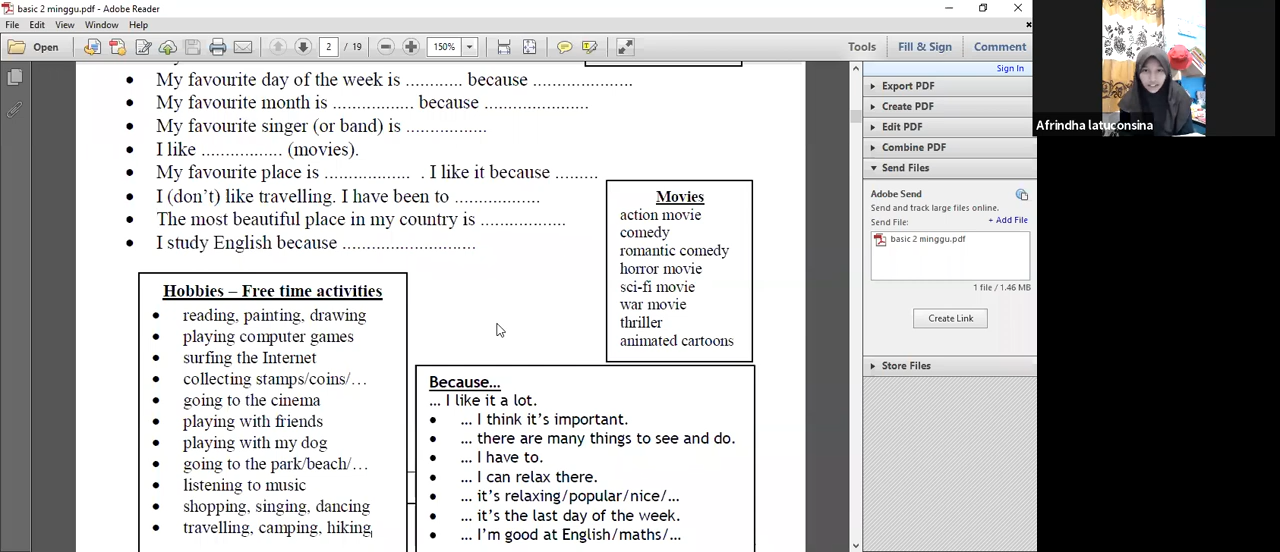 basic 2 minggu.pdf - Adobe Reader
File Edit View Window Help
Open
2 / 19
150%
Tools Fill & Sign Comment
My favourite day of the week is ........... because .....................
My favourite month is ................ because ......................
My favourite singer (or band) is ................
I like ................ (movies).
My favourite place is ................. . I like it because .........
I (don't) like travelling. I have been to .................
The most beautiful place in my country is .................
I study English because ..........................
Movies
action movie
comedy
romantic comedy
horror movie
sci-fi movie
war movie
thriller
animated cartoons
Hobbies – Free time activities
reading, painting, drawing
playing computer games
surfing the Internet
collecting stamps/coins/…
going to the cinema
playing with friends
playing with my dog
going to the park/beach/…
listening to music
shopping, singing, dancing
travelling, camping, hiking
Because…
… I like it a lot.
… I think it's important.
… there are many things to see and do.
… I have to.
… I can relax there.
… it's relaxing/popular/nice/…
… it's the last day of the week.
… I'm good at English/maths/…
Sign In
Export PDF
Create PDF
Edit PDF
Combine PDF
Send Files
Adobe Send
Send and track large files online.
Send File:
+ Add File
basic 2 minggu.pdf
1 file / 1.46 MB
Create Link
Store Files
Afrindha latuconsina